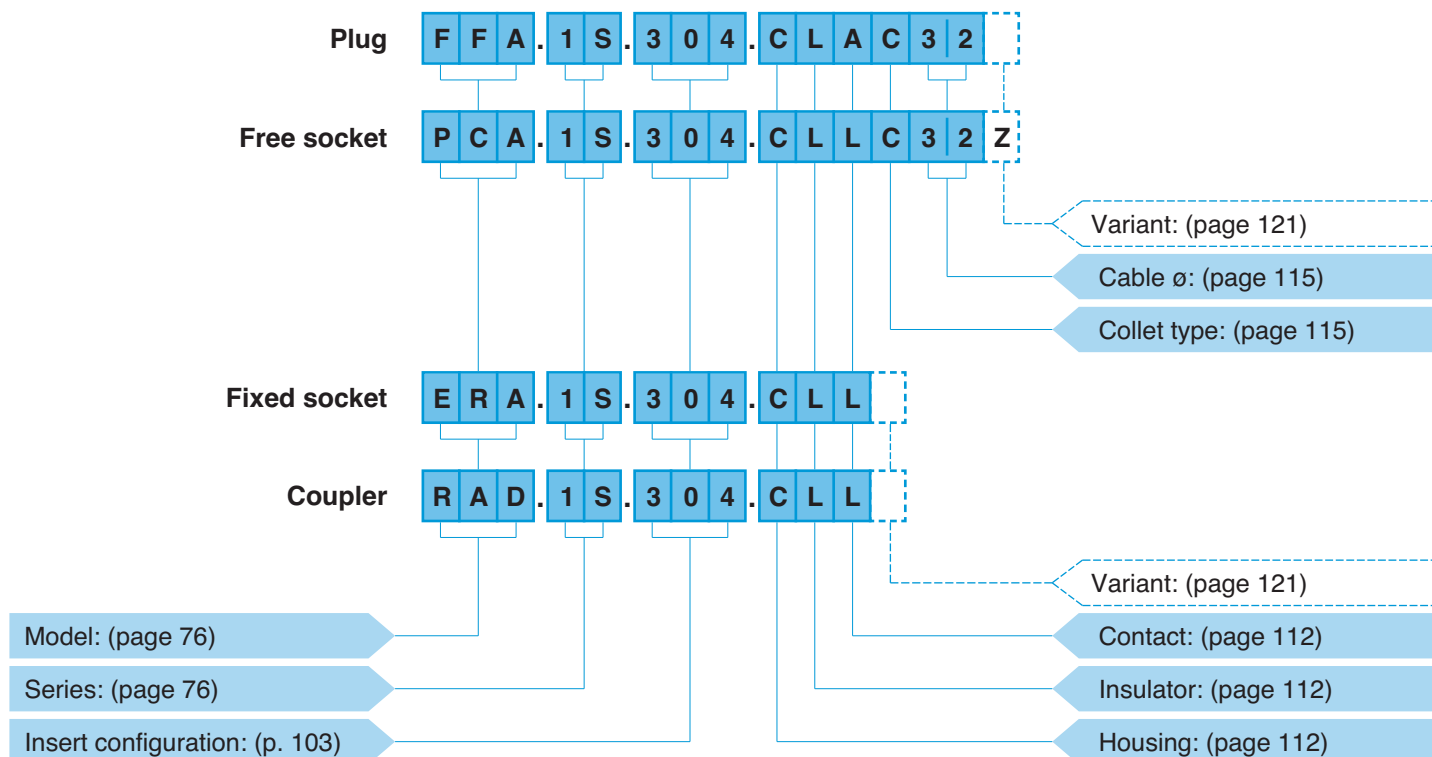 Plug FFA.1S.304.CLAC32
Free socket PCA.1S.304.CLLC32Z
Variant: (page 121)
Cable ø: (page 115)
Collet type: (page 115)
Fixed socket ERA.1S.304.CLL
Coupler RAD.1S.304.CLL
Variant: (page 121)
Model: (page 76) Contact: (page 112)
Series: (page 76) Insulator: (page 112)
Insert configuration: (p. 103) Housing: (page 112)